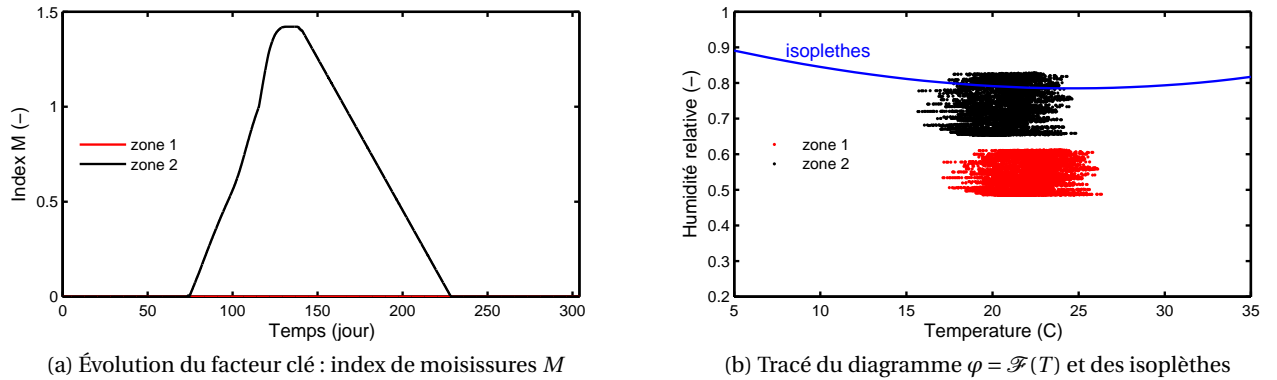 1.5
1
0.5
0
Index M (−)
zone 1
zone 2
0 50 100 150 200 250 300
Temps (jour)
(a) Évolution du facteur clé : index de moisissures M
1
0.9
0.8
0.7
0.6
0.5
0.4
0.3
0.2
Humidité relative (−)
isoplethes
zone 1
zone 2
5 10 15 20 25 30 35
Temperature (C)
(b) Tracé du diagramme φ = ℱ(T) et des isoplèthes